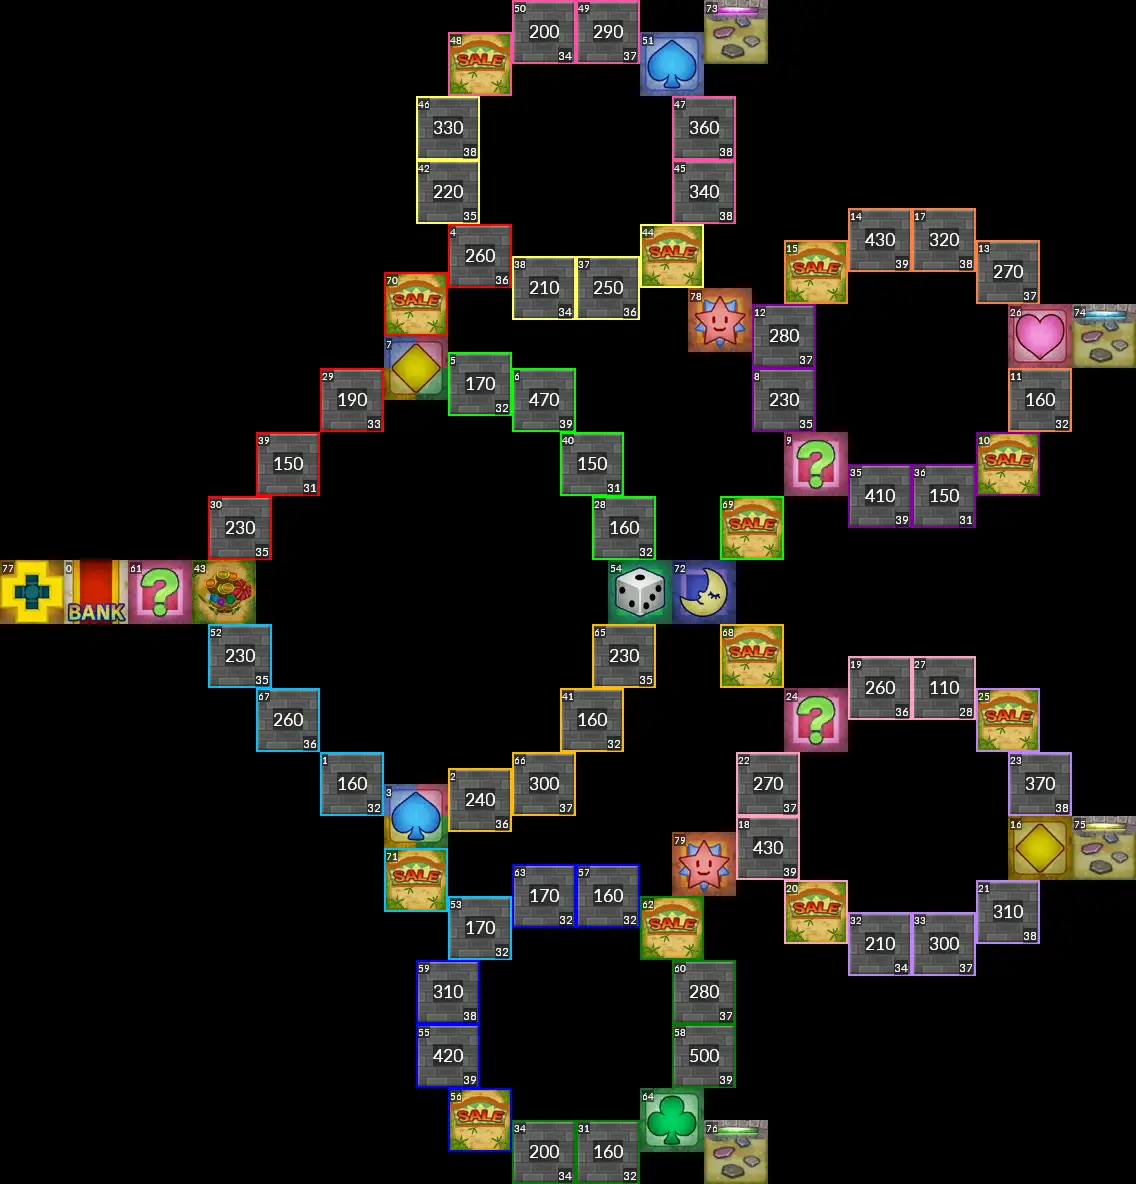 50 200 34 49 290 37 73
48 SALE 51
46 330 38 47 360 38
42 220 35 45 340 38
14 430 39 17 320 38
4 260 36 44 SALE 15 SALE 13 270 37
38 210 34 37 250 36
70 SALE 78 12 280 37 26 74
7 5 170 32
29 190 33 6 470 39 8 230 35 11 160 32
39 150 31 40 150 31 9 10 SALE
35 410 39 36 150 31
30 230 35 28 160 32 69 SALE
77 0 BANK 61 43 54 72
52 230 35 65 230 35 68 SALE
19 260 36 27 110 28
67 260 36 41 160 32 24 25 SALE
1 160 32 66 300 37 22 270 37 23 370 38
3 2 240 36
71 SALE 79 18 430 39 16 75
63 170 32 57 160 32 20 SALE 21 310 38
53 170 32 62 SALE
32 210 34 33 300 37
59 310 38 60 280 37
55 420 39 58 500 39
56 SALE 64
34 200 34 31 160 32 76